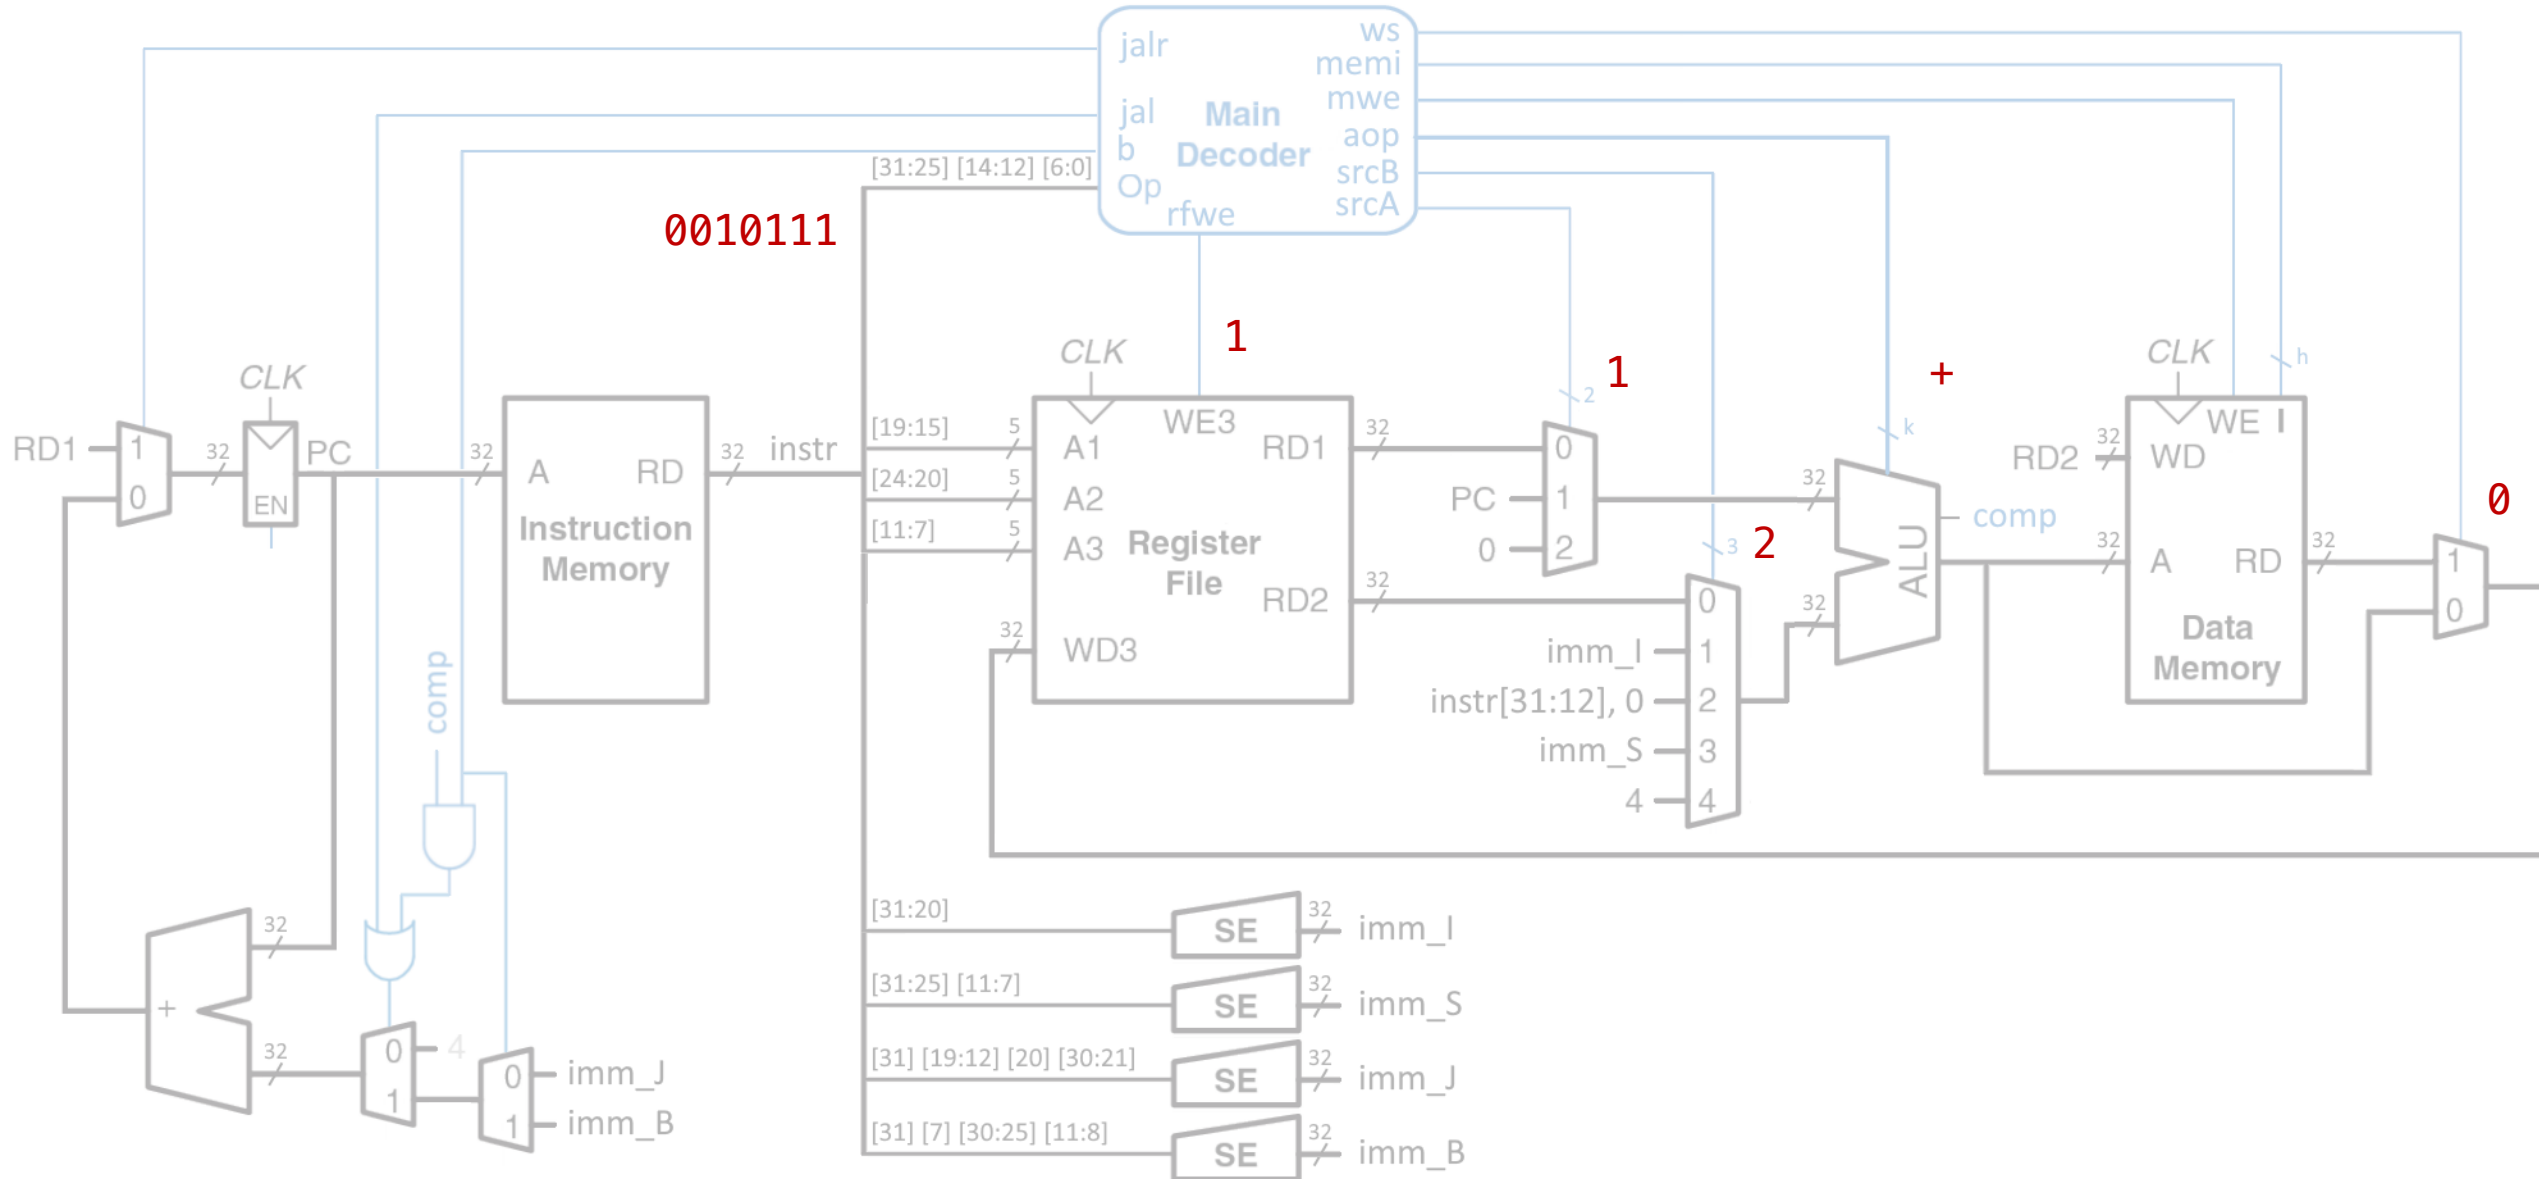 jalr
jal
b
Op
Main
Decoder
rfwe
ws
memi
mwe
aop
srcB
srcA
[31:25] [14:12] [6:0]
0010111
1
1
+
2
0
RD1
1
0
CLK
EN
32
PC
32
A
RD
Instruction
Memory
32
instr
[19:15]
[24:20]
[11:7]
5
5
5
CLK
WE3
A1
A2
A3
WD3
RD1
RD2
Register
File
32
32
32
2
0
1
2
PC
0
3
0
1
2
3
4
imm_I
instr[31:12], 0
imm_S
4
32
32
k
ALU
comp
CLK
h
WE I
RD2
32
WD
32
A
RD
Data
Memory
32
1
0
comp
32
32
+
0
1
4
0
1
imm_J
imm_B
[31:20]
SE
32
imm_I
[31:25] [11:7]
SE
32
imm_S
[31] [19:12] [20] [30:21]
SE
32
imm_J
[31] [7] [30:25] [11:8]
SE
32
imm_B